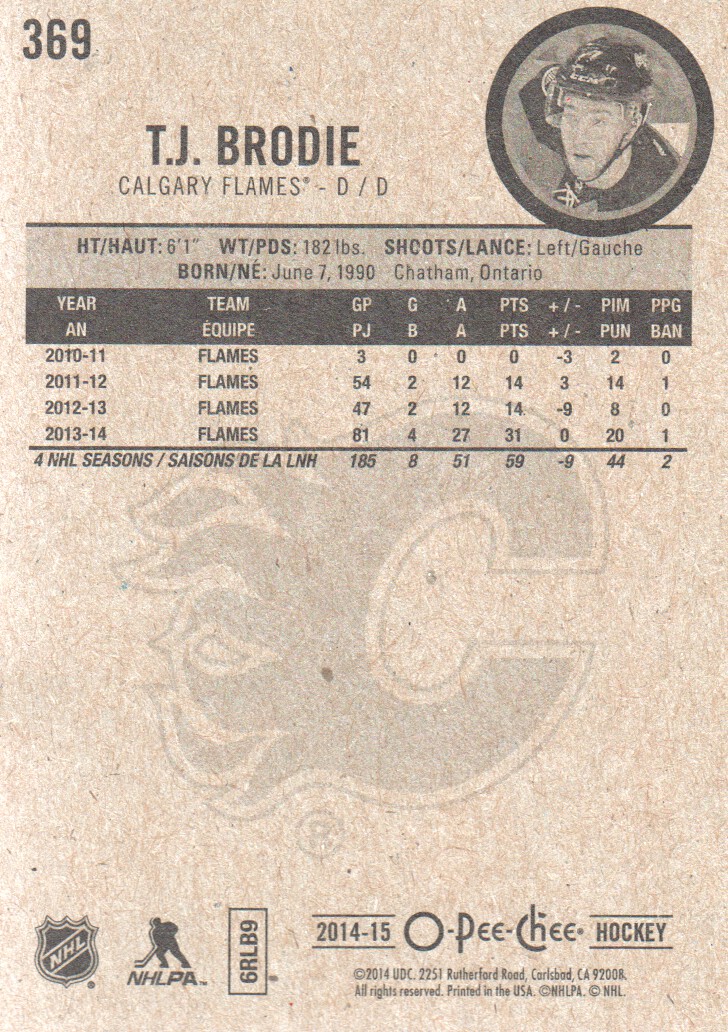 369
T.J. BRODIE
CALGARY FLAMES® - D / D
HT/HAUT: 6'1" WT/PDS: 182 lbs. SHOOTS/LANCE: Left/Gauche
BORN/NÉ: June 7, 1990 Chatham, Ontario
YEAR TEAM GP G A PTS +/- PIM PPG
AN ÉQUIPE PJ B A PTS +/- PUN BAN
2010-11 FLAMES 3 0 0 0 -3 2 0
2011-12 FLAMES 54 2 12 14 3 14 1
2012-13 FLAMES 47 2 12 14 -9 8 0
2013-14 FLAMES 81 4 27 31 0 20 1
4 NHL SEASONS / SAISONS DE LA LNH 185 8 51 59 -9 44 2
®
NHL ®
NHLPA™
6RLB9
2014-15 O-Pee-Chee® HOCKEY
©2014 UDC. 2251 Rutherford Road, Carlsbad, CA 92008.
All rights reserved. Printed in the USA. ©NHLPA. © NHL.